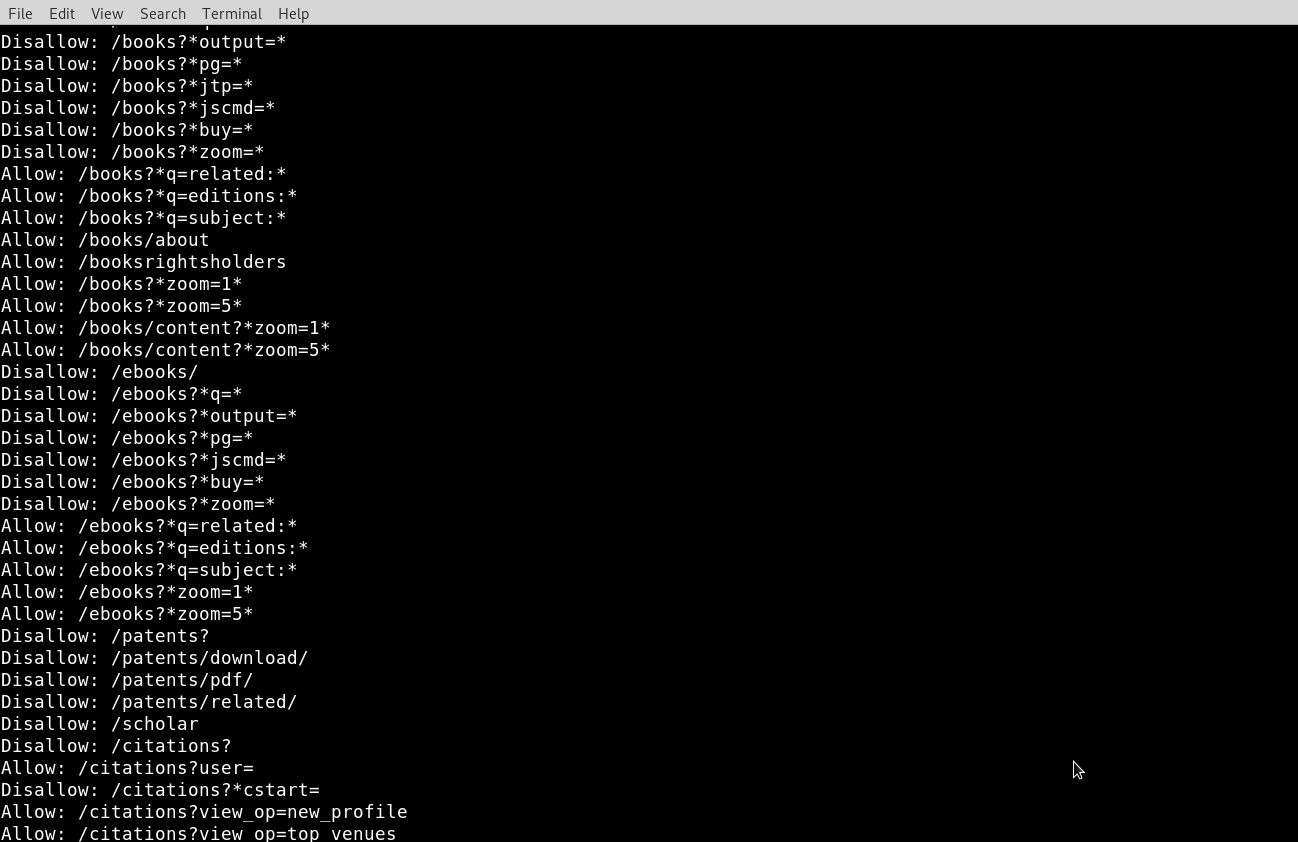 File Edit View Search Terminal Help
Disallow: /books?*output=*
Disallow: /books?*pg=*
Disallow: /books?*jtp=*
Disallow: /books?*jscmd=*
Disallow: /books?*buy=*
Disallow: /books?*zoom=*
Allow: /books?*q=related:*
Allow: /books?*q=editions:*
Allow: /books?*q=subject:*
Allow: /books/about
Allow: /booksrightsholders
Allow: /books?*zoom=1*
Allow: /books?*zoom=5*
Allow: /books/content?*zoom=1*
Allow: /books/content?*zoom=5*
Disallow: /ebooks/
Disallow: /ebooks?*q=*
Disallow: /ebooks?*output=*
Disallow: /ebooks?*pg=*
Disallow: /ebooks?*jscmd=*
Disallow: /ebooks?*buy=*
Disallow: /ebooks?*zoom=*
Allow: /ebooks?*q=related:*
Allow: /ebooks?*q=editions:*
Allow: /ebooks?*q=subject:*
Allow: /ebooks?*zoom=1*
Allow: /ebooks?*zoom=5*
Disallow: /patents?
Disallow: /patents/download/
Disallow: /patents/pdf/
Disallow: /patents/related/
Disallow: /scholar
Disallow: /citations?
Allow: /citations?user=
Disallow: /citations?*cstart=
Allow: /citations?view_op=new_profile
Allow: /citations?view_op=top_venues